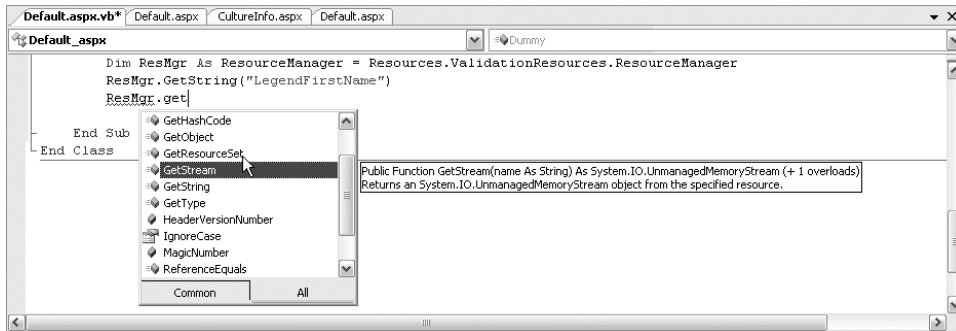 Default.aspx.vb* Default.aspx CultureInfo.aspx Default.aspx
Default_aspx Dummy
Dim ResMgr As ResourceManager = Resources.ValidationResources.ResourceManager
ResMgr.GetString("LegendFirstName")
ResMgr.get
GetHashCode
End Sub
GetObject
End Class
GetResourceSet
GetStream
Public Function GetStream(name As String) As System.IO.UnmanagedMemoryStream (+ 1 overloads)
Returns an System.IO.UnmanagedMemoryStream object from the specified resource.
GetString
GetType
HeaderVersionNumber
IgnoreCase
MagicNumber
ReferenceEquals
Common All